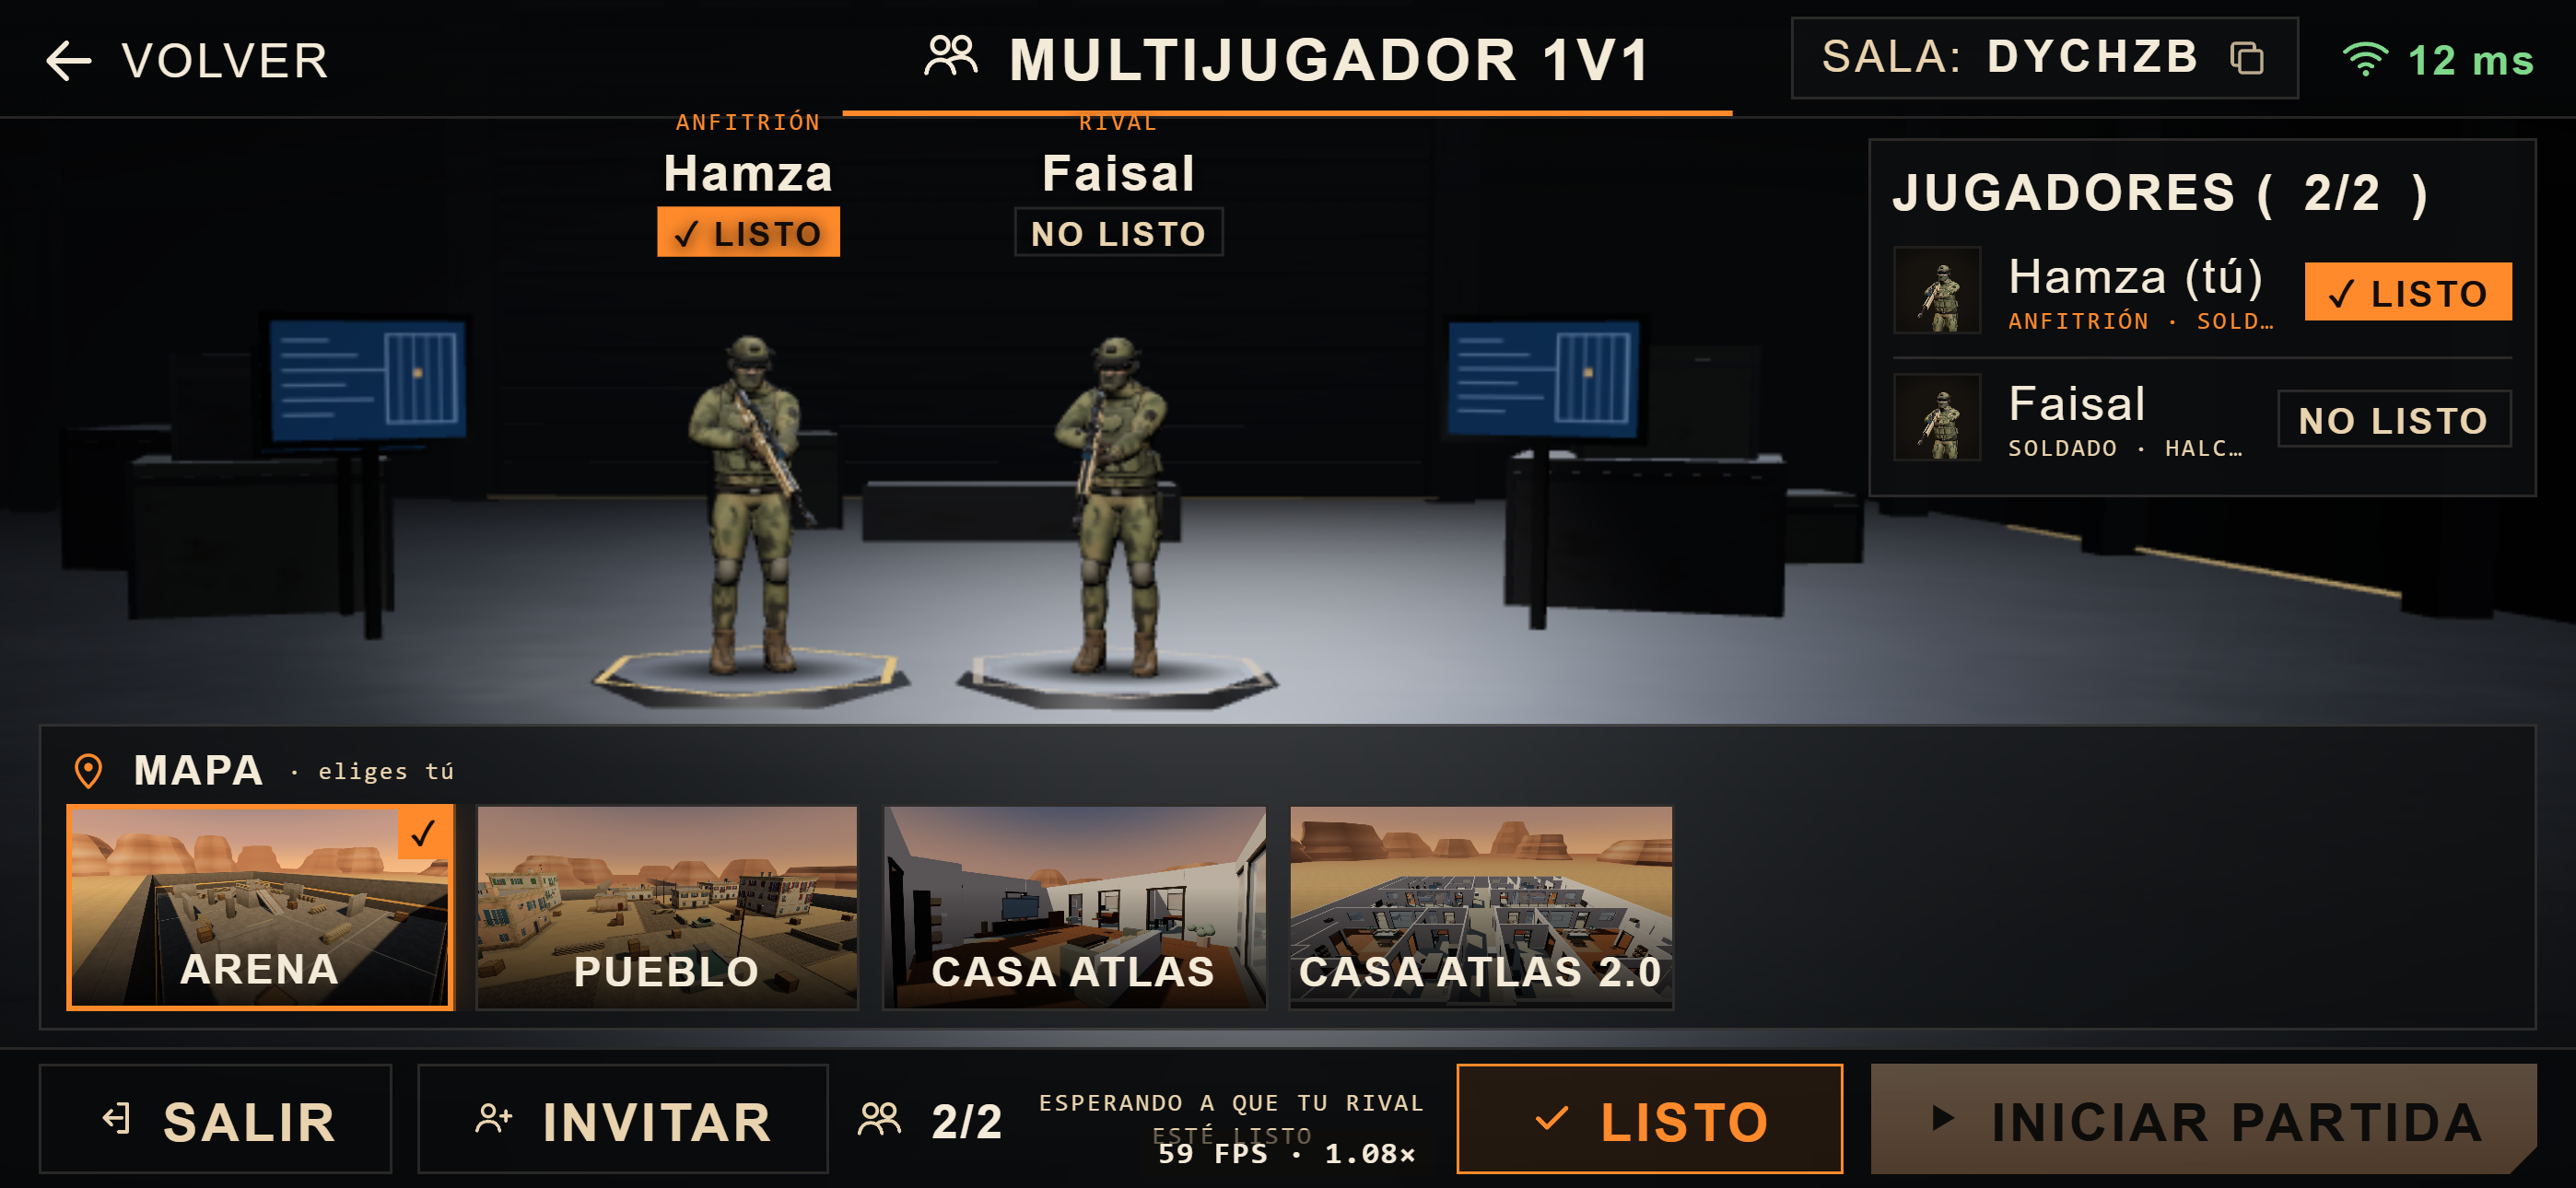 VOLVER
MULTIJUGADOR 1V1
SALA: DYCHZB
12 ms
ANFITRIÓN
Hamza
✓ LISTO
RIVAL
Faisal
NO LISTO
JUGADORES ( 2/2 )
Hamza (tú)
ANFITRIÓN · SOLD…
✓ LISTO
Faisal
SOLDADO · HALC…
NO LISTO
MAPA · eliges tú
ARENA
PUEBLO
CASA ATLAS
CASA ATLAS 2.0
SALIR
INVITAR
2/2
ESPERANDO A QUE TU RIVAL
ESTÉ LISTO
59 FPS · 1.08×
LISTO
INICIAR PARTIDA